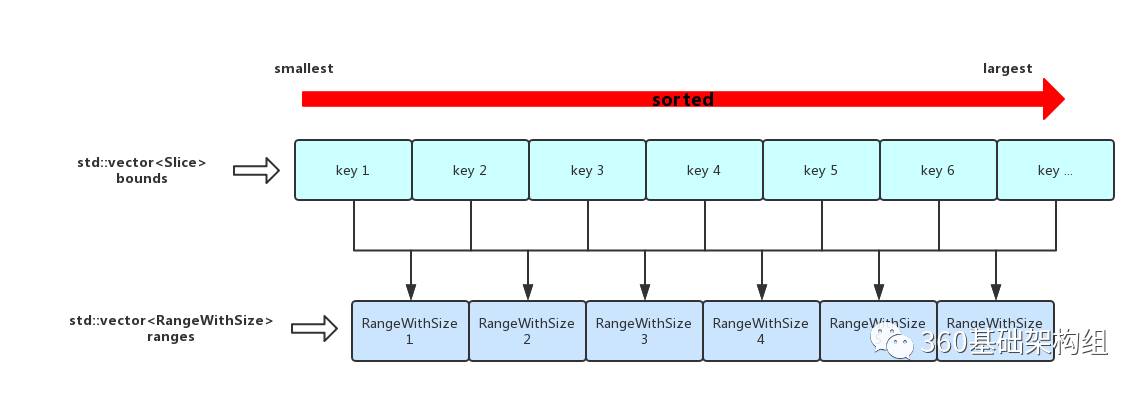 smallest
largest
sorted
std::vector<Slice>
bounds
key 1
key 2
key 3
key 4
key 5
key 6
key ...
std::vector<RangeWithSize>
ranges
RangeWithSize
1
RangeWithSize
2
RangeWithSize
3
RangeWithSize
4
RangeWithSize
RangeWithSize
360基础架构组